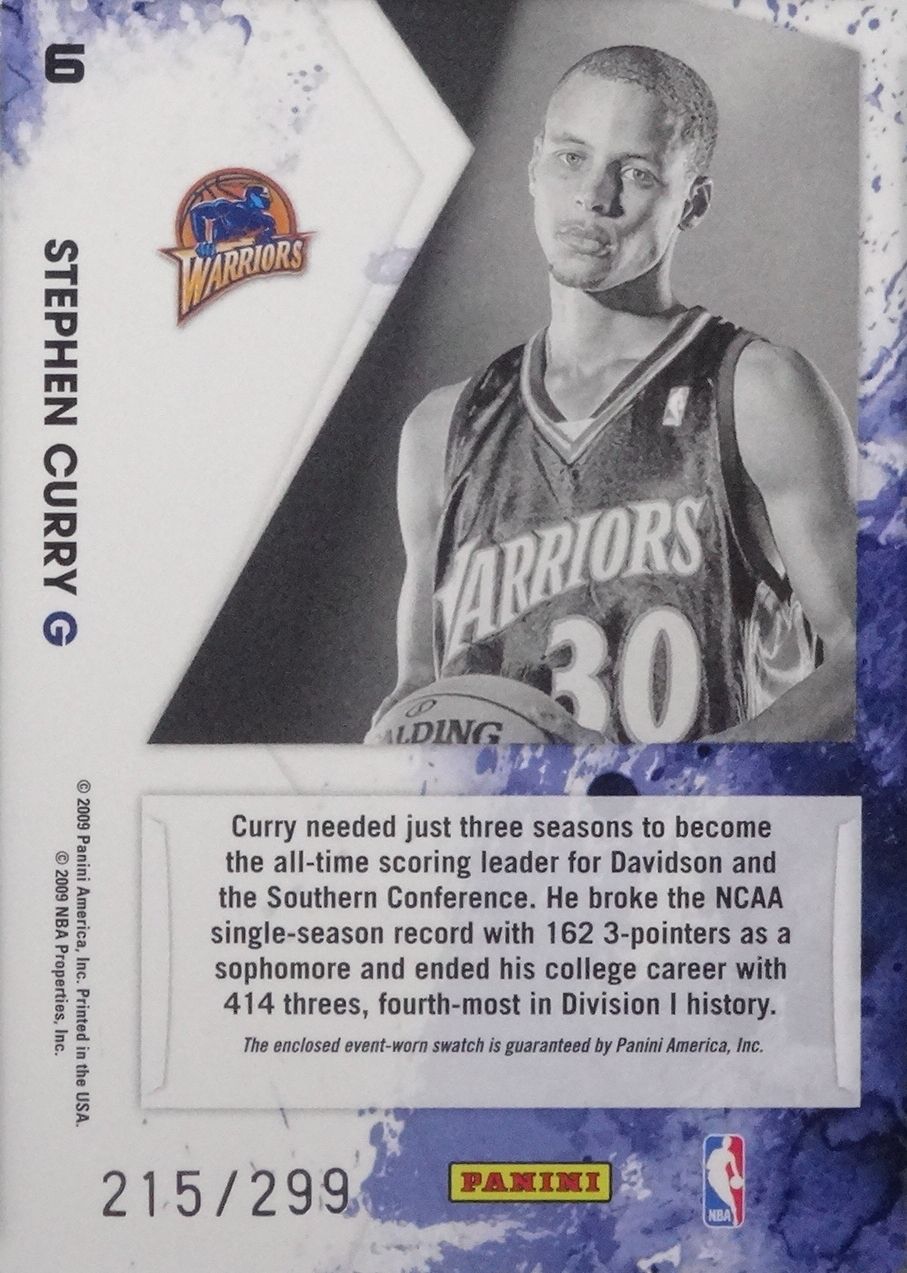 6
STEPHEN CURRY G
WARRIORS
WARRIORS
30
ALDING
Curry needed just three seasons to become
the all-time scoring leader for Davidson and
the Southern Conference. He broke the NCAA
single-season record with 162 3-pointers as a
sophomore and ended his college career with
414 threes, fourth-most in Division I history.
The enclosed event-worn swatch is guaranteed by Panini America, Inc.
© 2009 Panini America, Inc. Printed in the USA.
© 2009 NBA Properties, Inc.
215/299
PANINI
NBA